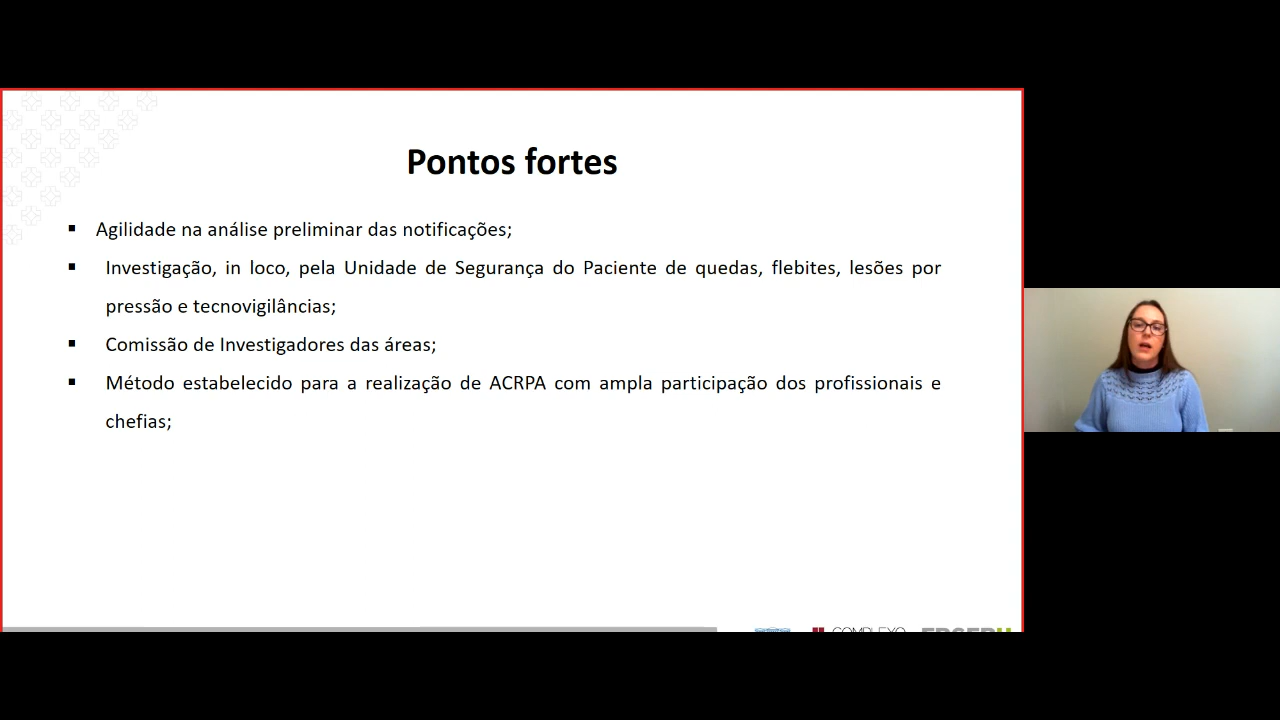 Pontos fortes
▪ Agilidade na análise preliminar das notificações;
▪ Investigação, in loco, pela Unidade de Segurança do Paciente de quedas, flebites, lesões por
pressão e tecnovigilâncias;
▪ Comissão de Investigadores das áreas;
▪ Método estabelecido para a realização de ACRPA com ampla participação dos profissionais e
chefias;
COMPLEXO EBSERH